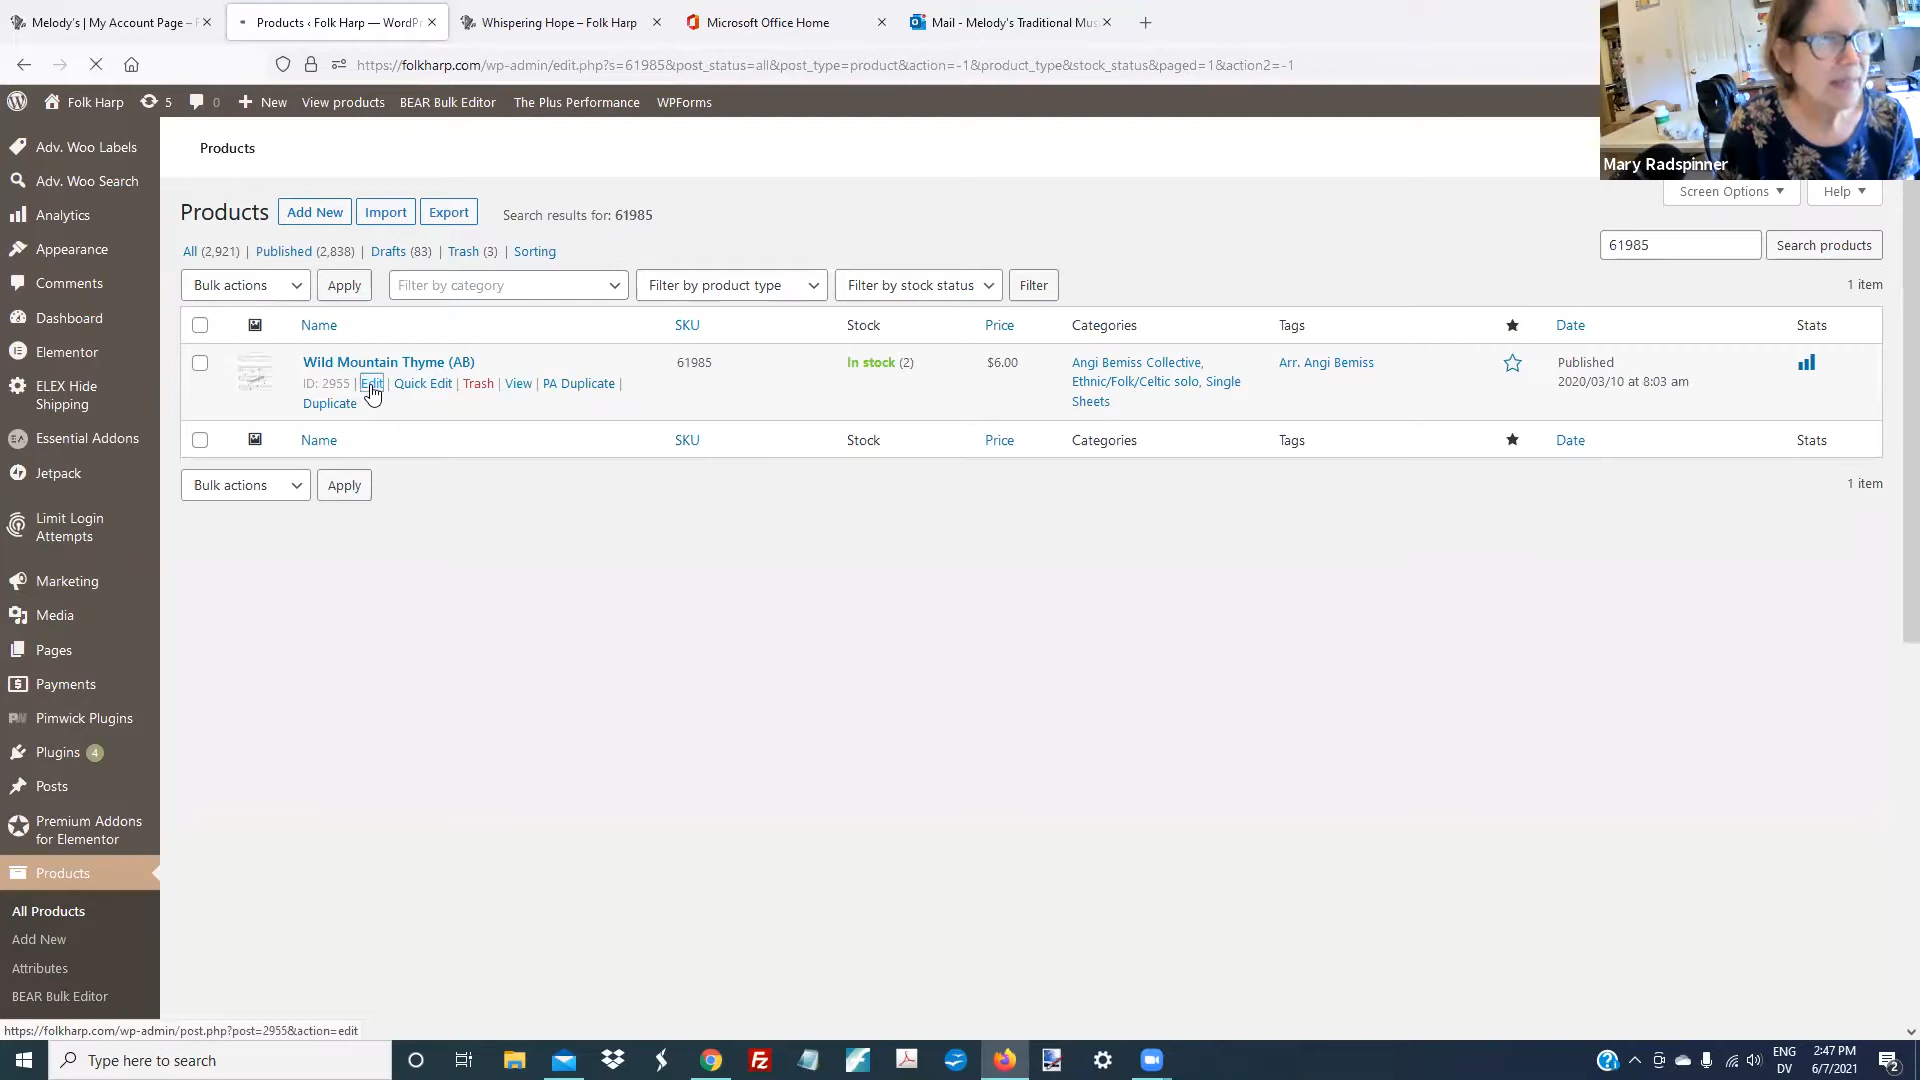 Melody's | My Account Page –
Products ‹ Folk Harp — WordPr
Whispering Hope – Folk Harp
Microsoft Office Home
Mail - Melody's Traditional Mus
https://folkharp.com/wp-admin/edit.php?s=61985&post_status=all&post_type=product&action=-1&product_type&stock_status&paged=1&action2=-1
Folk Harp 5 0 New View products BEAR Bulk Editor The Plus Performance WPForms
Mary Radspinner
Adv. Woo Labels
Adv. Woo Search
Analytics
Appearance
Comments
Dashboard
Elementor
ELEX Hide
Shipping
Essential Addons
Jetpack
Limit Login
Attempts
Marketing
Media
Pages
Payments
Pimwick Plugins
Plugins 4
Posts
Premium Addons
for Elementor
Products
All Products
Add New
Attributes
BEAR Bulk Editor
Products
Screen Options Help
Products Add New Import Export Search results for: 61985
All (2,921) | Published (2,838) | Drafts (83) | Trash (3) | Sorting
61985 Search products
Bulk actions Apply Filter by category Filter by product type Filter by stock status Filter
1 item
Name SKU Stock Price Categories Tags Date Stats
Wild Mountain Thyme (AB)
ID: 2955 | Edit | Quick Edit | Trash | View | PA Duplicate |
Duplicate
61985
In stock (2)
$6.00
Angi Bemiss Collective,
Ethnic/Folk/Celtic solo, Single
Sheets
Arr. Angi Bemiss
Published
2020/03/10 at 8:03 am
Name SKU Stock Price Categories Tags Date Stats
Bulk actions Apply
1 item
https://folkharp.com/wp-admin/post.php?post=2955&action=edit
Type here to search
ENG
DV
2:47 PM
6/7/2021
2